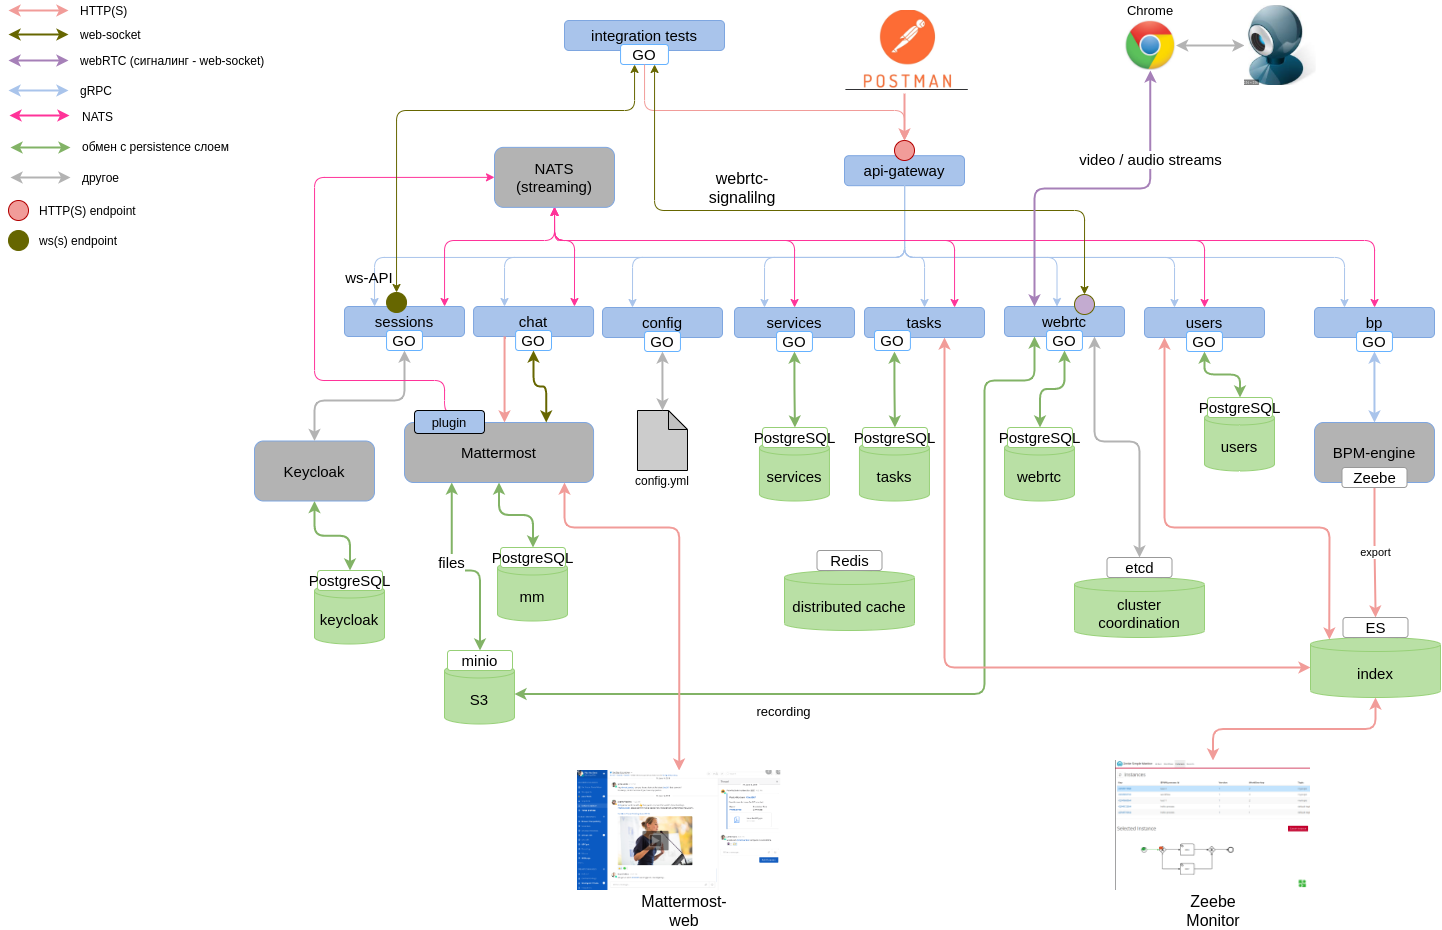 HTTP(S)
web-socket
webRTC (сигналинг - web-socket)
gRPC
NATS
обмен с persistence слоем
другое
HTTP(S) endpoint
ws(s) endpoint
integration tests
GO
POSTMAN
Chrome
NATS
(streaming)
api-gateway
webrtc-
signalilng
video / audio streams
ws-API
sessions
GO
chat
GO
config
GO
services
GO
tasks
GO
webrtc
GO
users
GO
bp
GO
plugin
Mattermost
Keycloak
config.yml
PostgreSQL
services
PostgreSQL
tasks
PostgreSQL
webrtc
PostgreSQL
users
BPM-engine
Zeebe
files
PostgreSQL
mm
PostgreSQL
keycloak
Redis
distributed cache
etcd
cluster
coordination
export
ES
index
minio
S3
recording
Selected instance
Mattermost-
web
Zeebe
Monitor